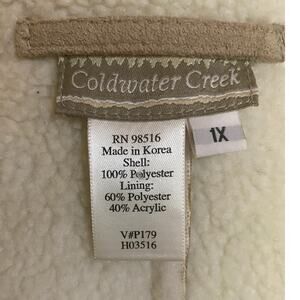 Coldwater Creek
1X
RN 98516
Made in Korea
Shell:
100% Polyester
Lining:
60% Polyester
40% Acrylic
V#P179
H03516